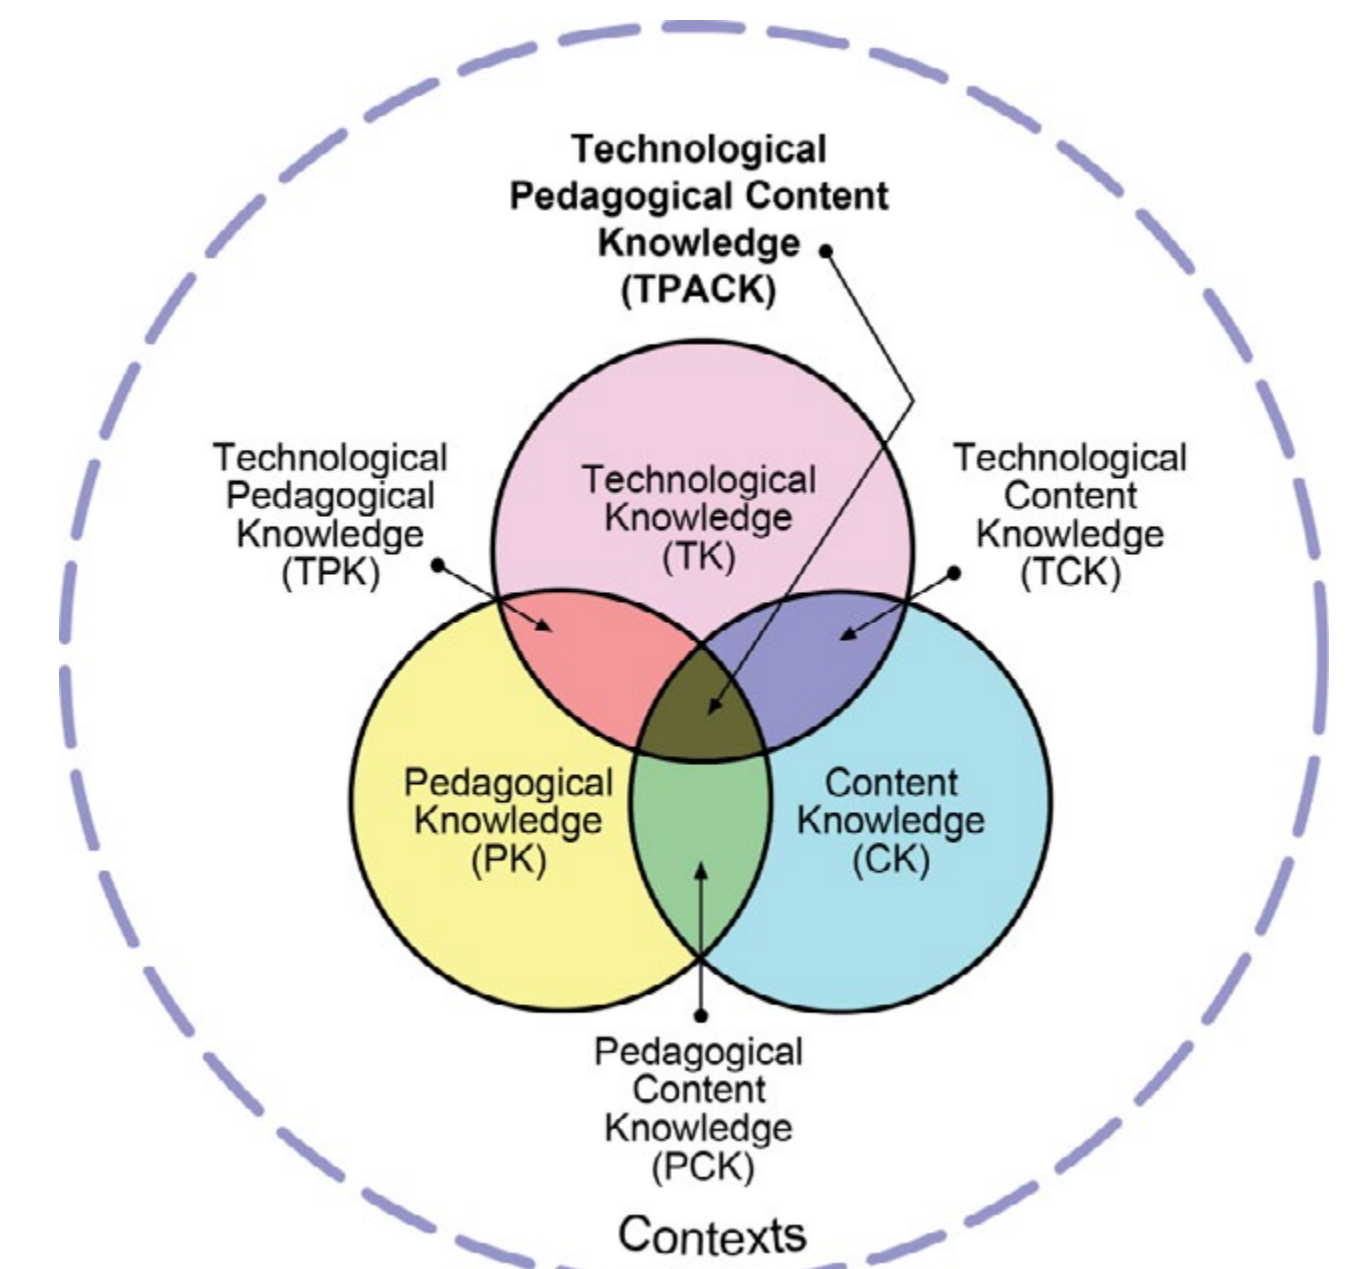 Technological
Pedagogical Content
Knowledge
(TPACK)
Technological
Pedagogical
Knowledge
(TPK)
Technological
Knowledge
(TK)
Technological
Content
Knowledge
(TCK)
Pedagogical
Knowledge
(PK)
Content
Knowledge
(CK)
Pedagogical
Content
Knowledge
(PCK)
Contexts